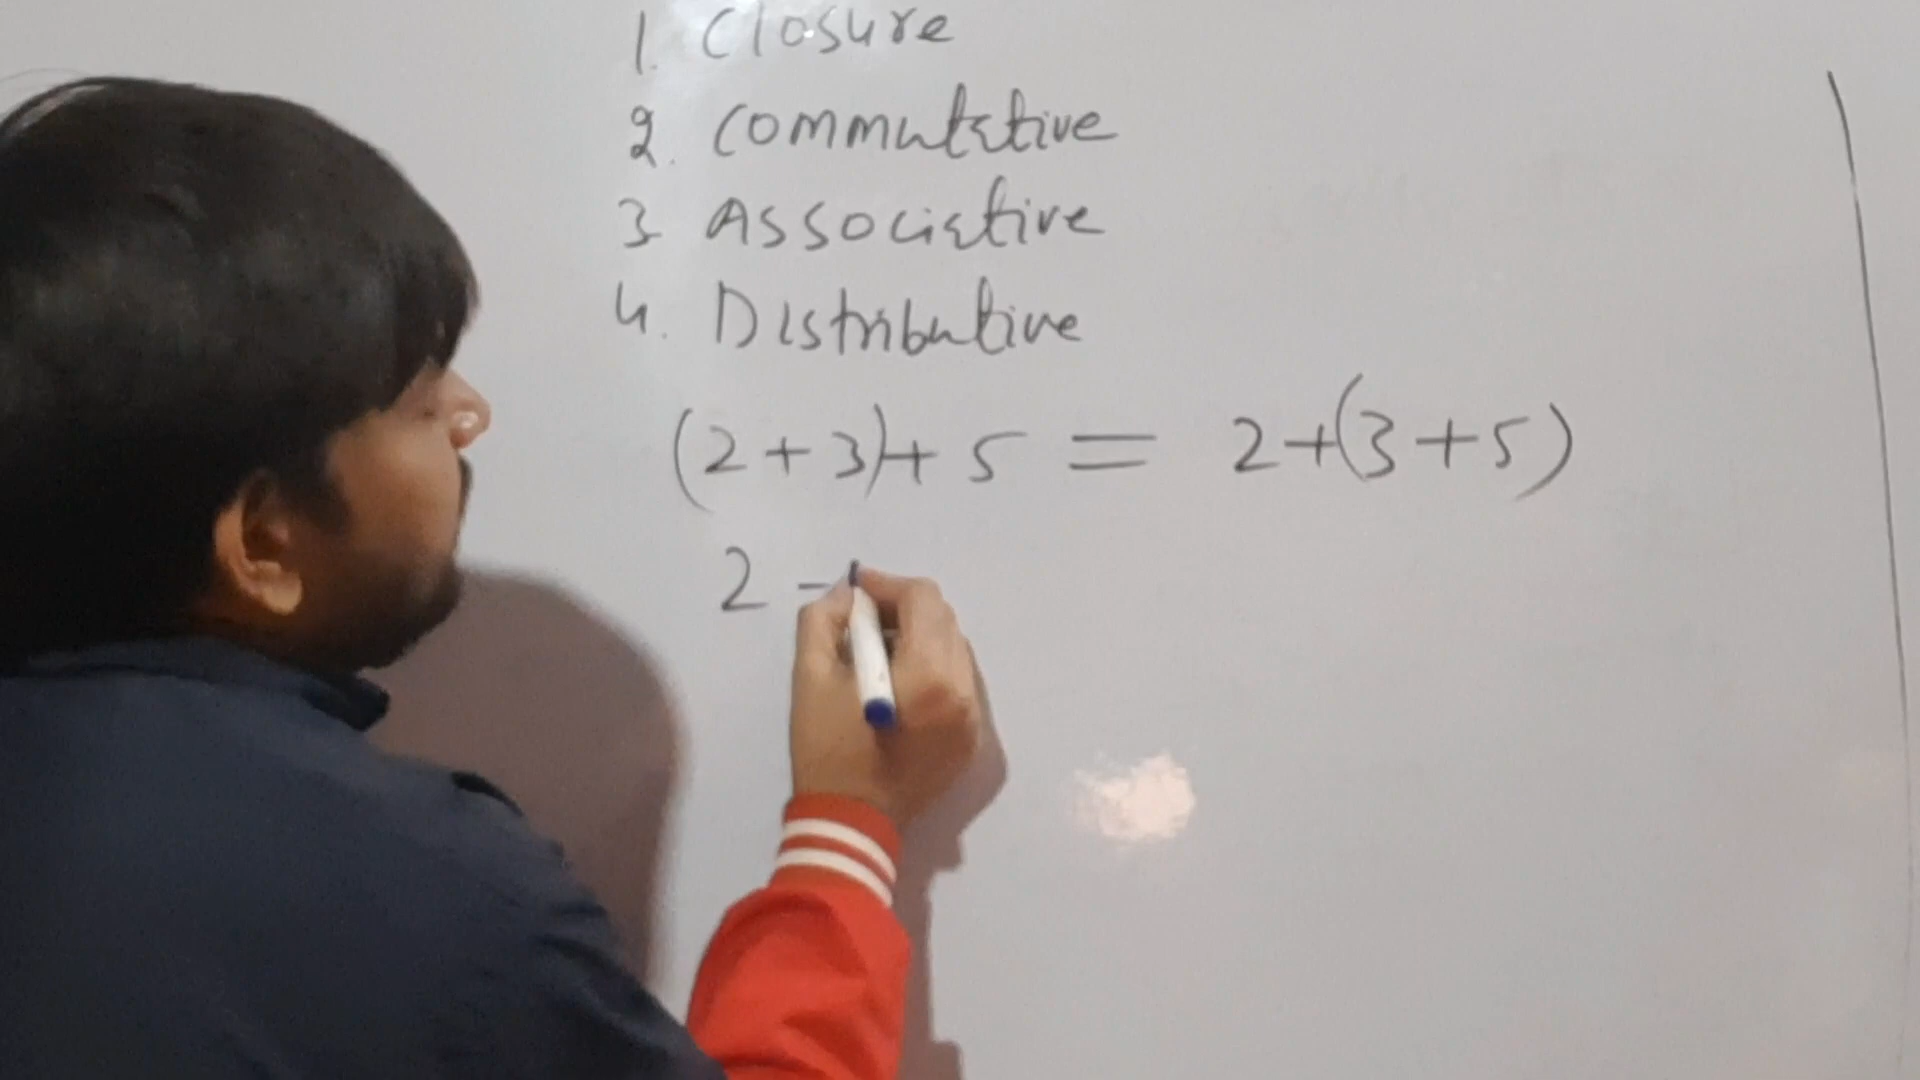 1. Closure
2. Commutative
3 Associative
4. Distributive
(2+3)+5 = 2+(3+5)
2 -